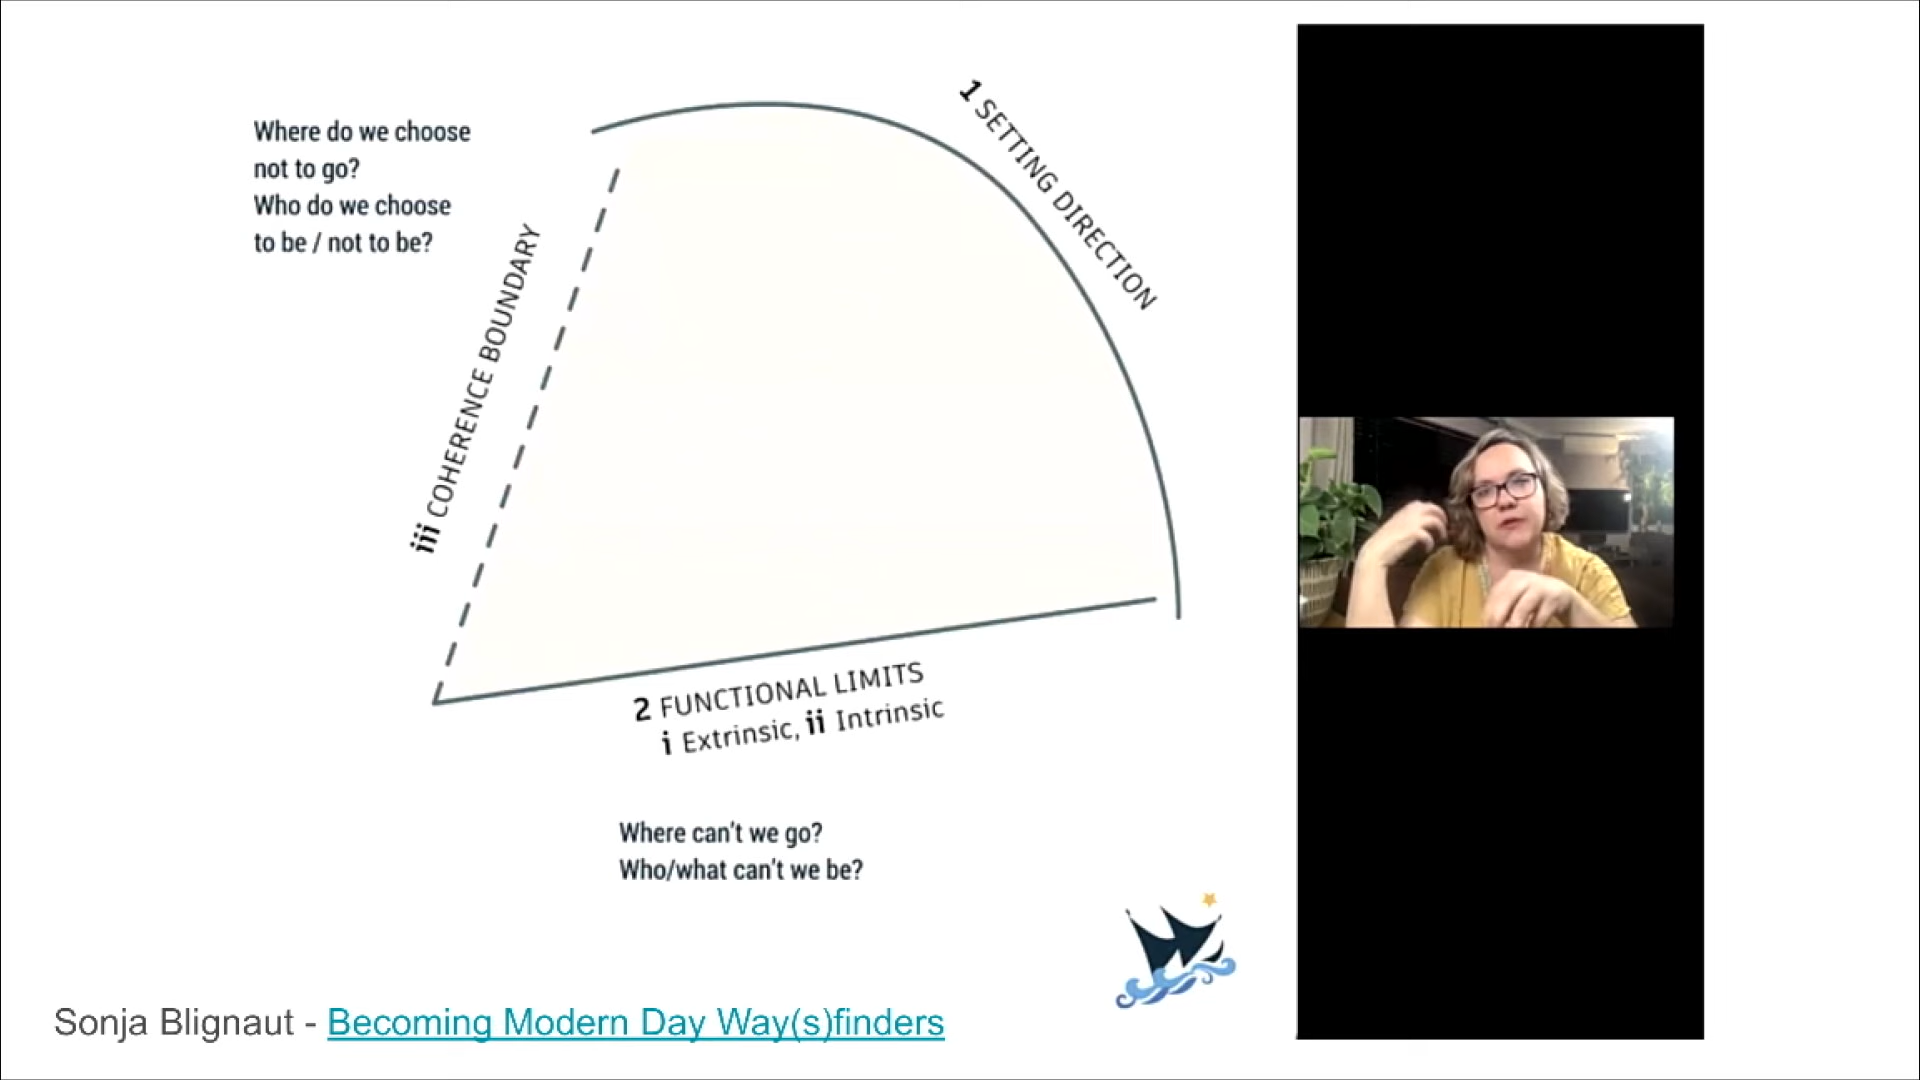 Where do we choose
not to go?
Who do we choose
to be / not to be?
1 SETTING DIRECTION
iii COHERENCE BOUNDARY
2 FUNCTIONAL LIMITS
i Extrinsic, ii Intrinsic
Where can't we go?
Who/what can't we be?
Sonja Blignaut - Becoming Modern Day Way(s)finders